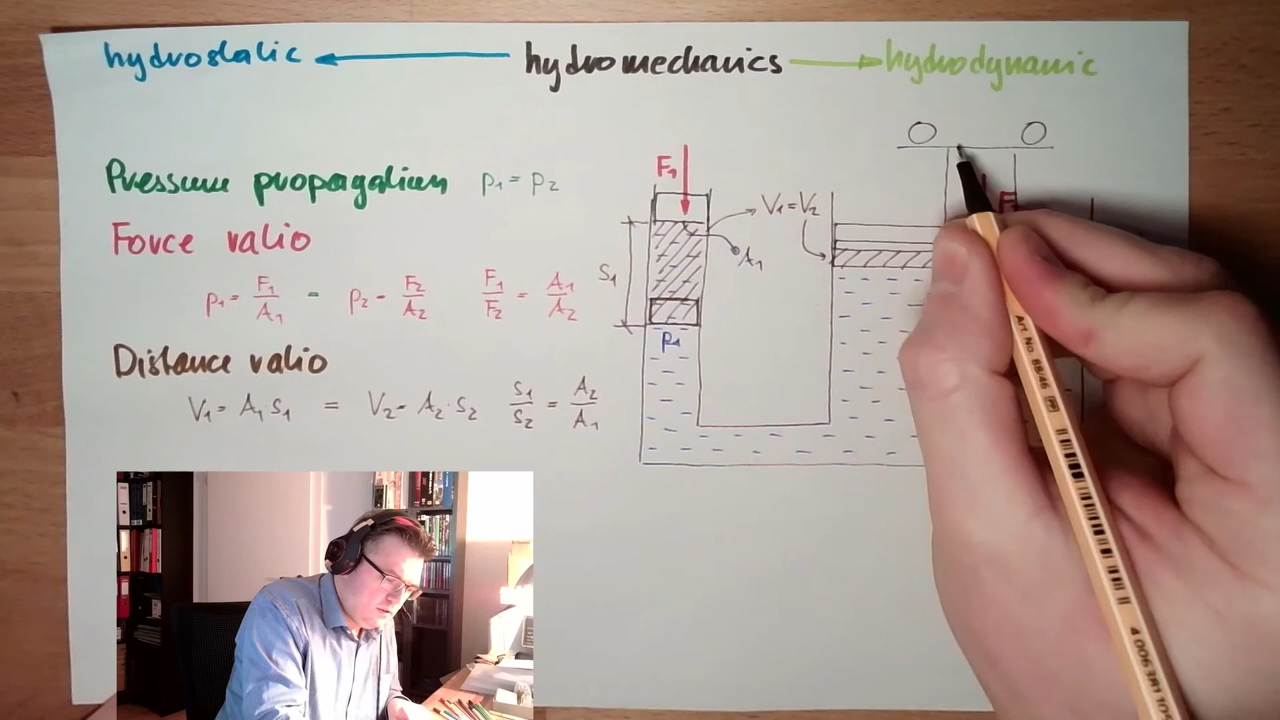 hydrostatic hydromechanics hydrodynamic
Pressure propagation p₁ = p₂
Force ratio
p₁ = F₁/A₁ = p₂ = F₂/A₂ F₁/F₂ = A₁/A₂
Distance ratio
V₁ = A₁·s₁ = V₂ = A₂·s₂ s₁/s₂ = A₂/A₁
F₁
V₁=V₂
A₁
s₁
p₁
F
Art. No. 88/46